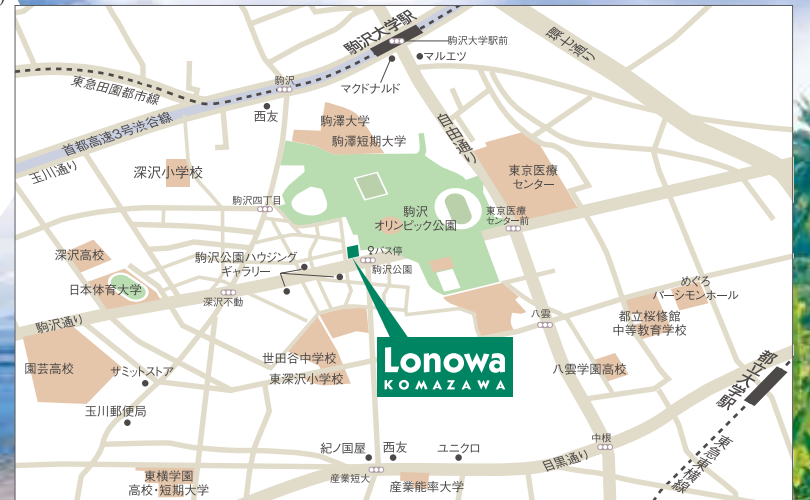 駒沢大学駅
駒沢大学駅前
マルエツ
環七通り
マクドナルド
東急田園都市線
駒沢
西友
首都高速3号渋谷線
玉川通り
駒澤大学
駒澤短期大学
自由通り
深沢小学校
東京医療
センター
駒沢四丁目
駒沢
オリンピック公園
東京医療
センター前
深沢高校
駒沢公園ハウジング
ギャラリー
バス停
駒沢公園
日本体育大学
深沢不動
めぐろ
パーシモンホール
駒沢通り
八雲
都立桜修館
中等教育学校
園芸高校
サミットストア
世田谷中学校
東深沢小学校
Lonowa
KOMAZAWA
八雲学園高校
都立大学駅
玉川郵便局
紀ノ国屋
西友
ユニクロ
中根
目黒通り
東急東横線
東横学園
高校・短期大学
産業短大
産業能率大学